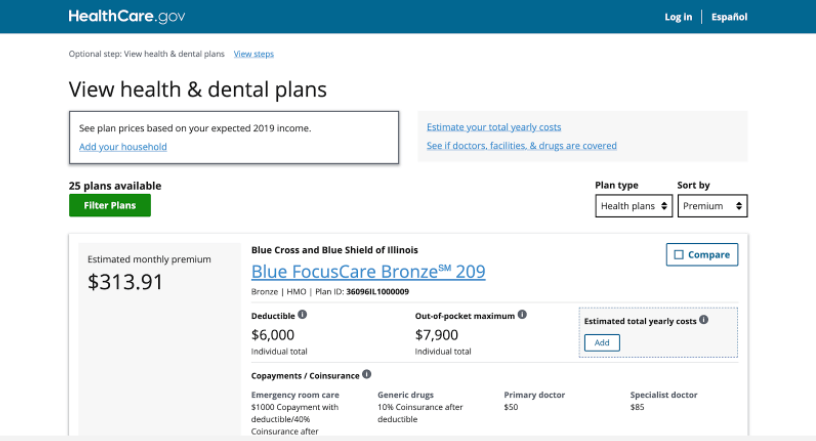 HealthCare.gov
Log in
Español
Optional step: View health & dental plans View steps
View health & dental plans
See plan prices based on your expected 2019 income.
Add your household
Estimate your total yearly costs
See if doctors, facilities, & drugs are covered
25 plans available
Filter Plans
Plan type
Health plans
Sort by
Premium
Estimated monthly premium
$313.91
Blue Cross and Blue Shield of Illinois
Blue FocusCare Bronze℠ 209
Bronze | HMO | Plan ID: 36096IL1000009
Compare
Deductible
$6,000
Individual total
Out-of-pocket maximum
$7,900
Individual total
Estimated total yearly costs
Add
Copayments / Coinsurance
Emergency room care
$1000 Copayment with
deductible/40%
Coinsurance after
Generic drugs
10% Coinsurance after
deductible
Primary doctor
$50
Specialist doctor
$85